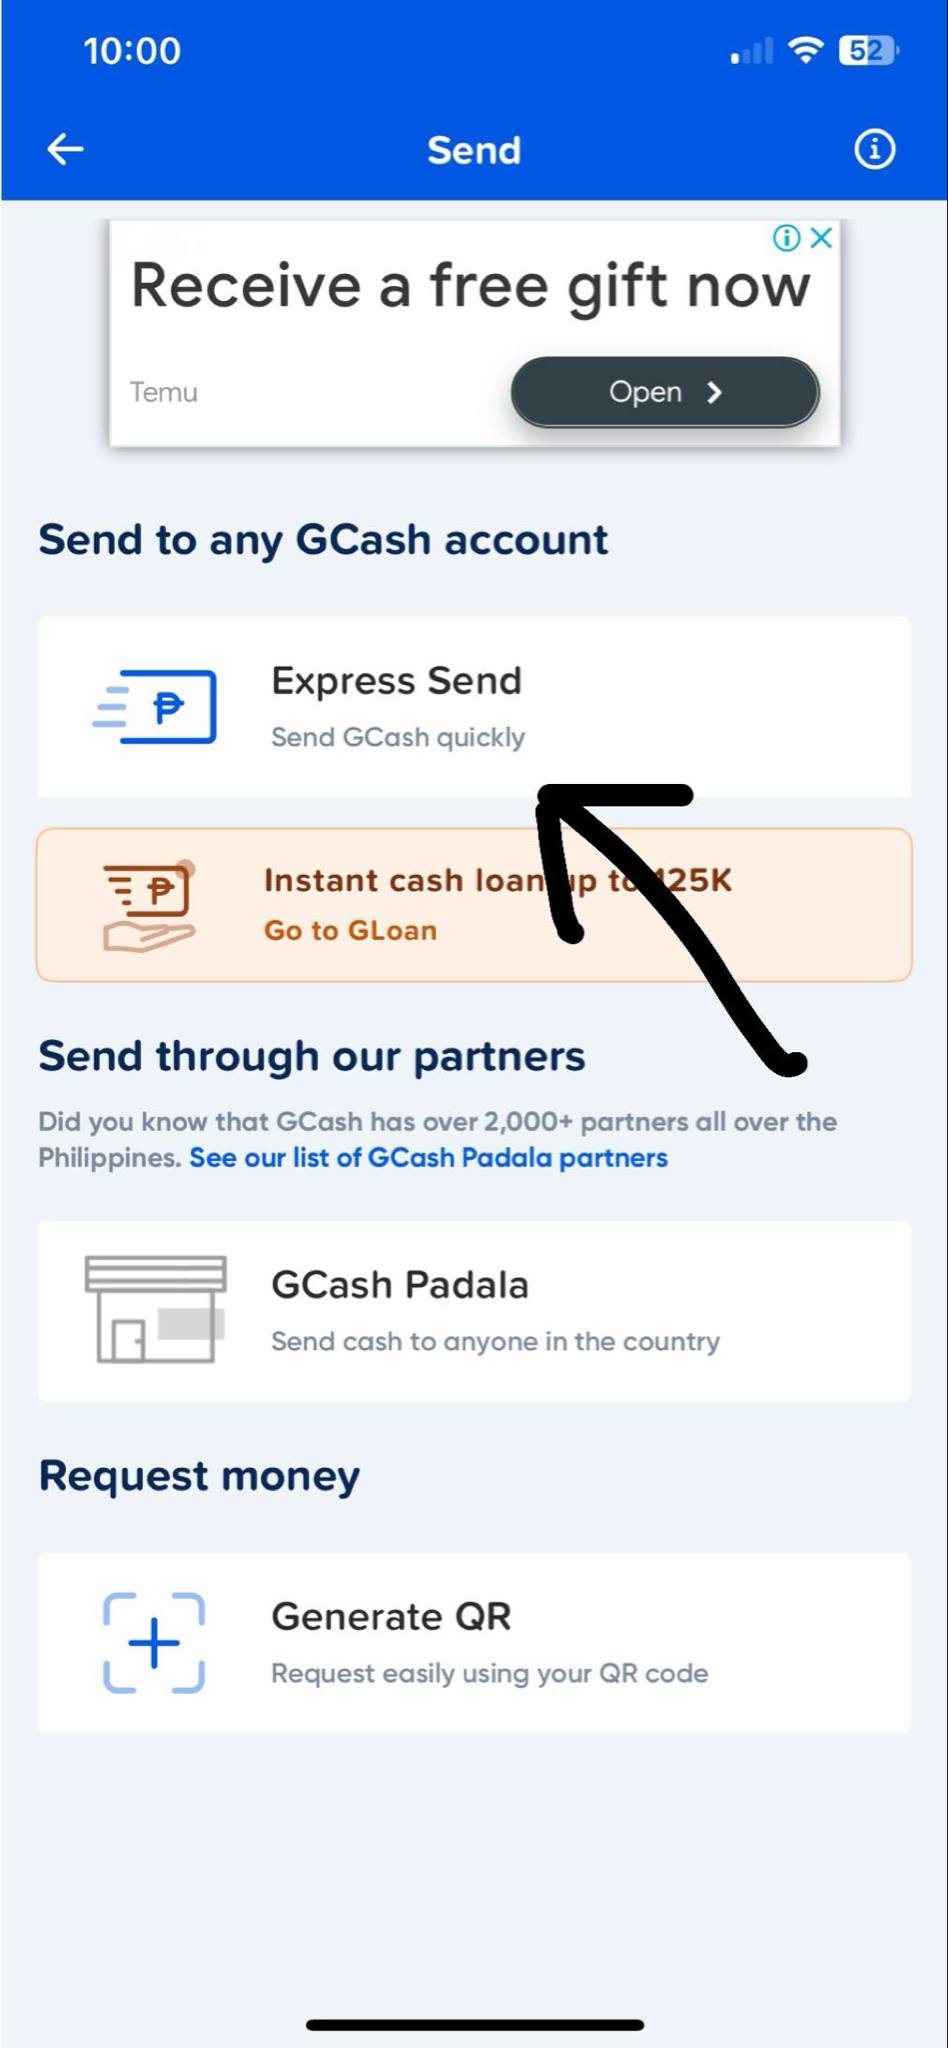 10:00
52
Send
Receive a free gift now
Temu
Open
Send to any GCash account
Express Send
Send GCash quickly
Instant cash loan up to 125K
Go to GLoan
Send through our partners
Did you know that GCash has over 2,000+ partners all over the
Philippines. See our list of GCash Padala partners
GCash Padala
Send cash to anyone in the country
Request money
Generate QR
Request easily using your QR code